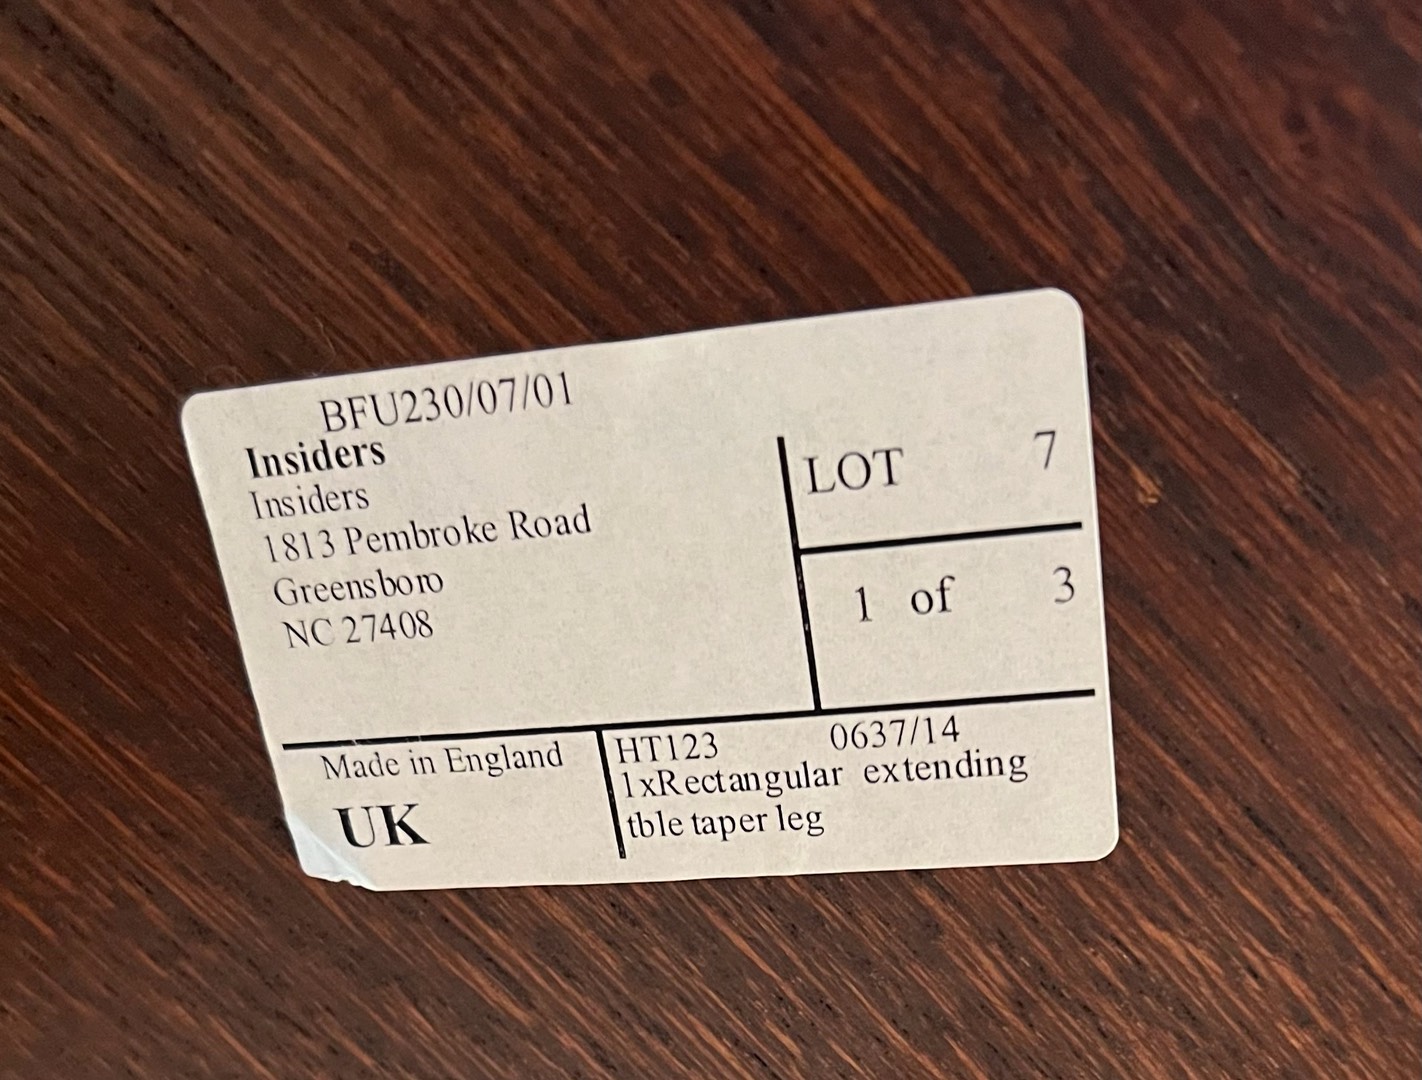 BFU230/07/01
Insiders
Insiders
1813 Pembroke Road
Greensboro
NC 27408
LOT 7
1 of 3
Made in England
UK
HT123 0637/14
1xRectangular extending
tble taper leg